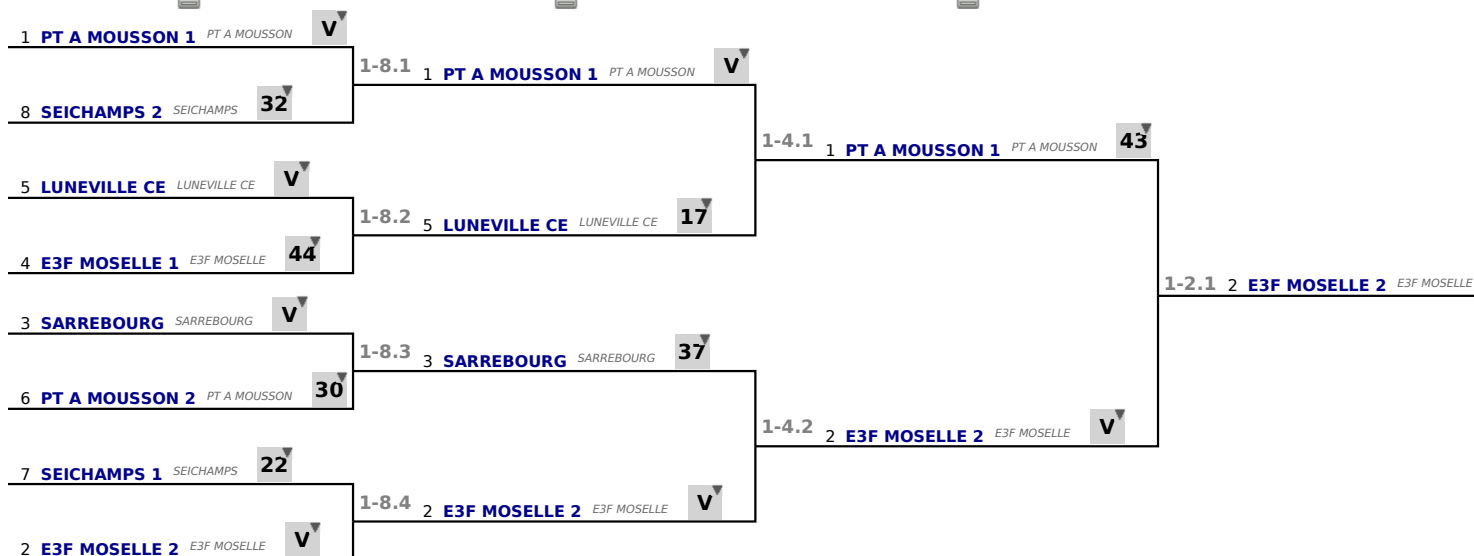 1 PT A MOUSSON 1 PT A MOUSSON V
1-8.1 1 PT A MOUSSON 1 PT A MOUSSON V
8 SEICHAMPS 2 SEICHAMPS 32
1-4.1 1 PT A MOUSSON 1 PT A MOUSSON 43
5 LUNEVILLE CE LUNEVILLE CE V
1-8.2 5 LUNEVILLE CE LUNEVILLE CE 17
4 E3F MOSELLE 1 E3F MOSELLE 44
1-2.1 2 E3F MOSELLE 2 E3F MOSELLE
3 SARREBOURG SARREBOURG V
1-8.3 3 SARREBOURG SARREBOURG 37
6 PT A MOUSSON 2 PT A MOUSSON 30
1-4.2 2 E3F MOSELLE 2 E3F MOSELLE V
7 SEICHAMPS 1 SEICHAMPS 22
1-8.4 2 E3F MOSELLE 2 E3F MOSELLE V
2 E3F MOSELLE 2 E3F MOSELLE V